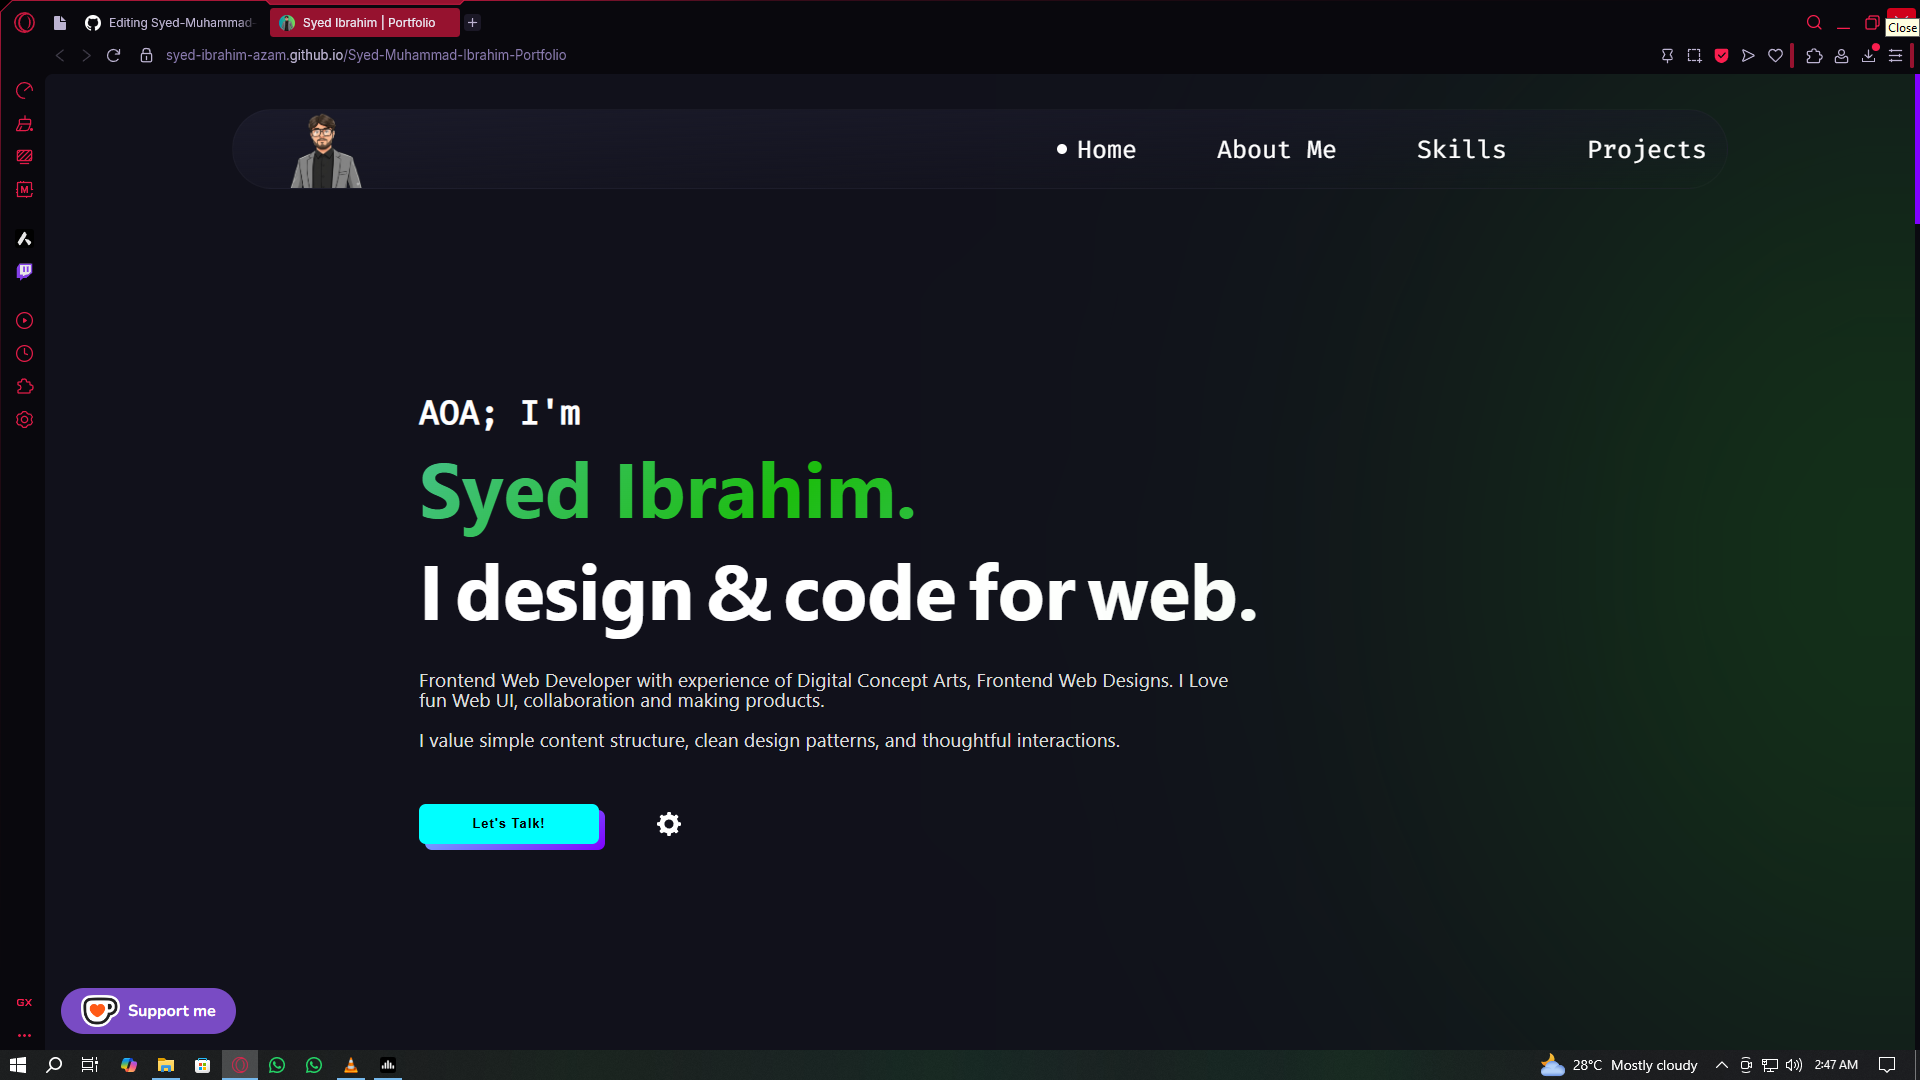 Editing Syed-Muhammad-
Syed Ibrahim | Portfolio
Close
syed-ibrahim-azam.github.io/Syed-Muhammad-Ibrahim-Portfolio
M
Home
About Me
Skills
Projects
AOA; I'm
Syed Ibrahim.
I design & code for web.
Frontend Web Developer with experience of Digital Concept Arts, Frontend Web Designs. I Love
fun Web UI, collaboration and making products.
I value simple content structure, clean design patterns, and thoughtful interactions.
Let's Talk!
GX
Support me
28°C Mostly cloudy
2:47 AM